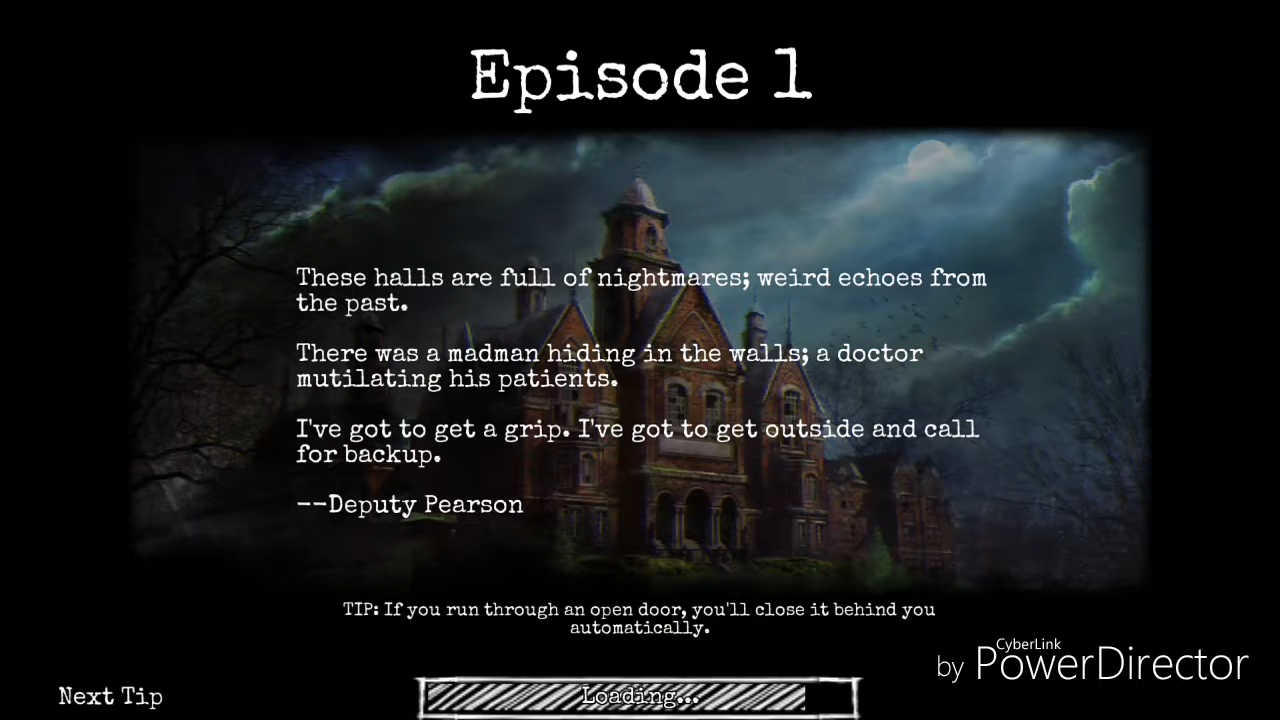 Episode 1
These halls are full of nightmares; weird echoes from
the past.
There was a madman hiding in the walls; a doctor
mutilating his patients.
I've got to get a grip. I've got to get outside and call
for backup.
--Deputy Pearson
TIP: If you run through an open door, you'll close it behind you
automatically.
CyberLink
by PowerDirector
Next Tip
Loading...